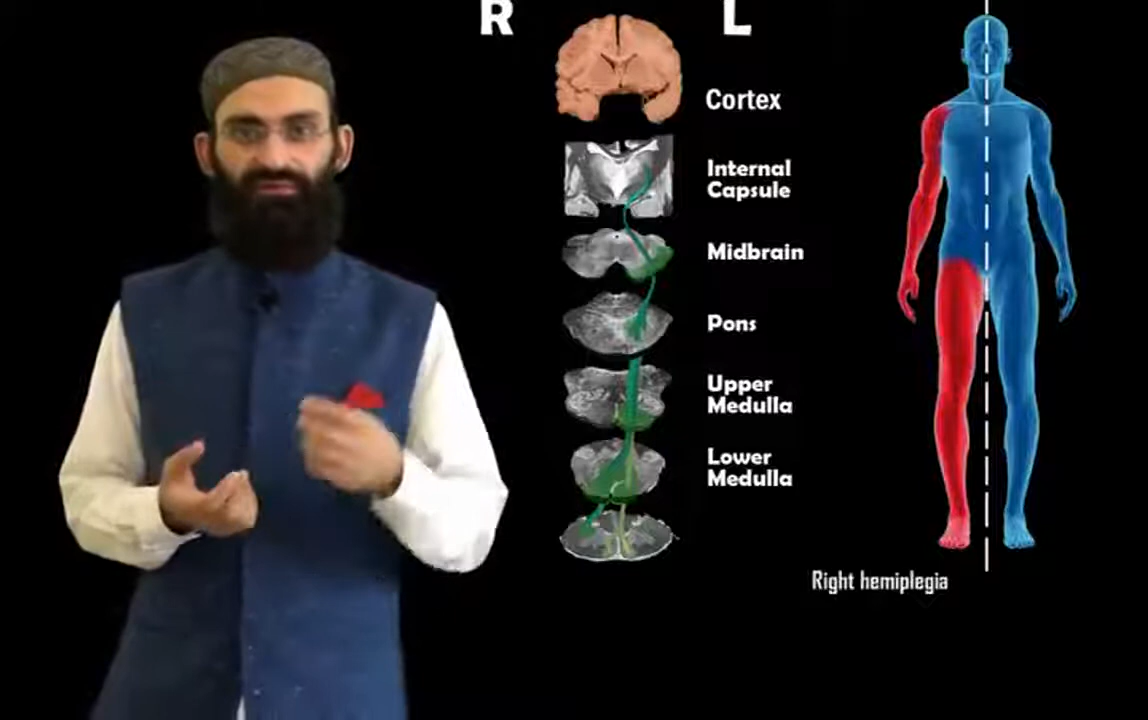 R
L
Cortex
Internal
Capsule
Midbrain
Pons
Upper
Medulla
Lower
Medulla
Right hemiplegia